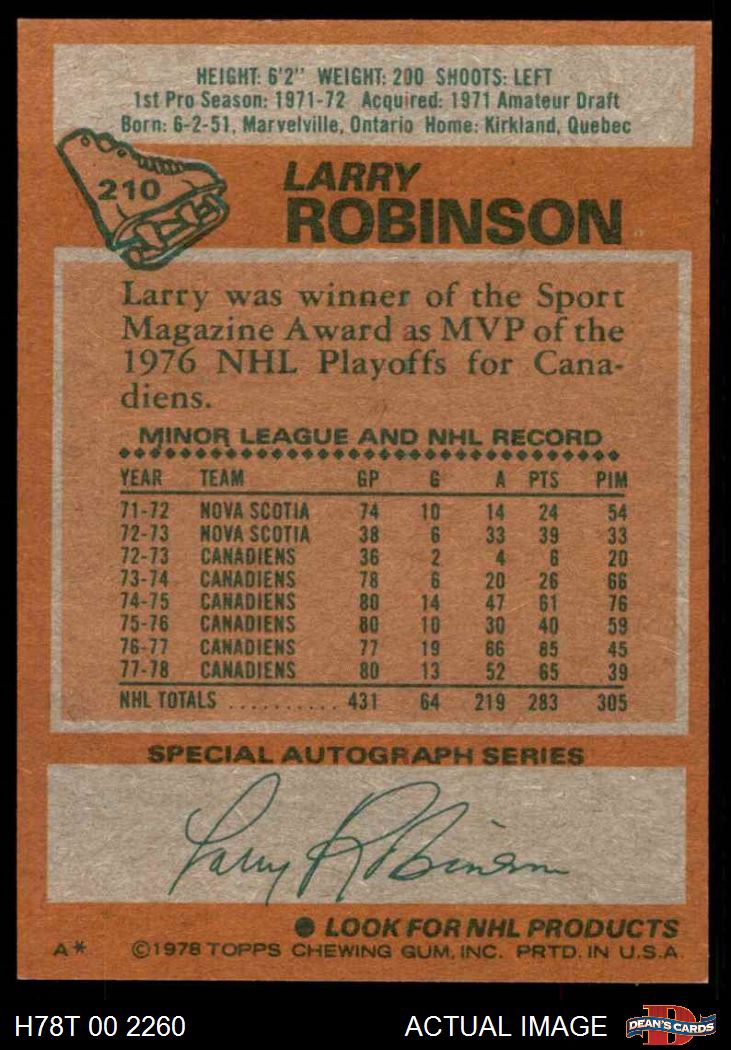 HEIGHT: 6'2" WEIGHT: 200 SHOOTS: LEFT
1st Pro Season: 1971-72 Acquired: 1971 Amateur Draft
Born: 6-2-51, Marvelville, Ontario Home: Kirkland, Quebec
210
LARRY
ROBINSON
Larry was winner of the Sport
Magazine Award as MVP of the
1976 NHL Playoffs for Cana-
diens.
MINOR LEAGUE AND NHL RECORD
YEAR TEAM GP G A PTS PIM
71-72 NOVA SCOTIA 74 10 14 24 54
72-73 NOVA SCOTIA 38 6 33 39 33
72-73 CANADIENS 36 2 4 6 20
73-74 CANADIENS 78 6 20 26 66
74-75 CANADIENS 80 14 47 61 76
75-76 CANADIENS 80 10 30 40 59
76-77 CANADIENS 77 19 66 85 45
77-78 CANADIENS 80 13 52 65 39
NHL TOTALS .......... 431 64 219 283 305
SPECIAL AUTOGRAPH SERIES
Larry Robinson
● LOOK FOR NHL PRODUCTS
A* ©1978 TOPPS CHEWING GUM, INC. PRTD. IN U.S.A.
H78T 00 2260 ACTUAL IMAGE DEAN'S CARDS